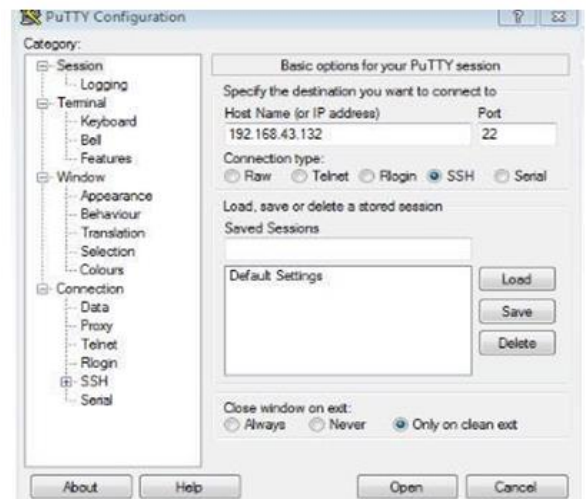 PuTTY Configuration
Category:
Session
Logging
Terminal
Keyboard
Bell
Features
Window
Appearance
Behaviour
Translation
Selection
Colours
Connection
Data
Proxy
Telnet
Rlogin
SSH
Serial
Basic options for your PuTTY session
Specify the destination you want to connect to
Host Name (or IP address) Port
192.168.43.132 22
Connection type:
Raw Telnet Rlogin SSH Serial
Load, save or delete a stored session
Saved Sessions
Default Settings
Load
Save
Delete
Close window on exit:
Always Never Only on clean exit
About Help Open Cancel